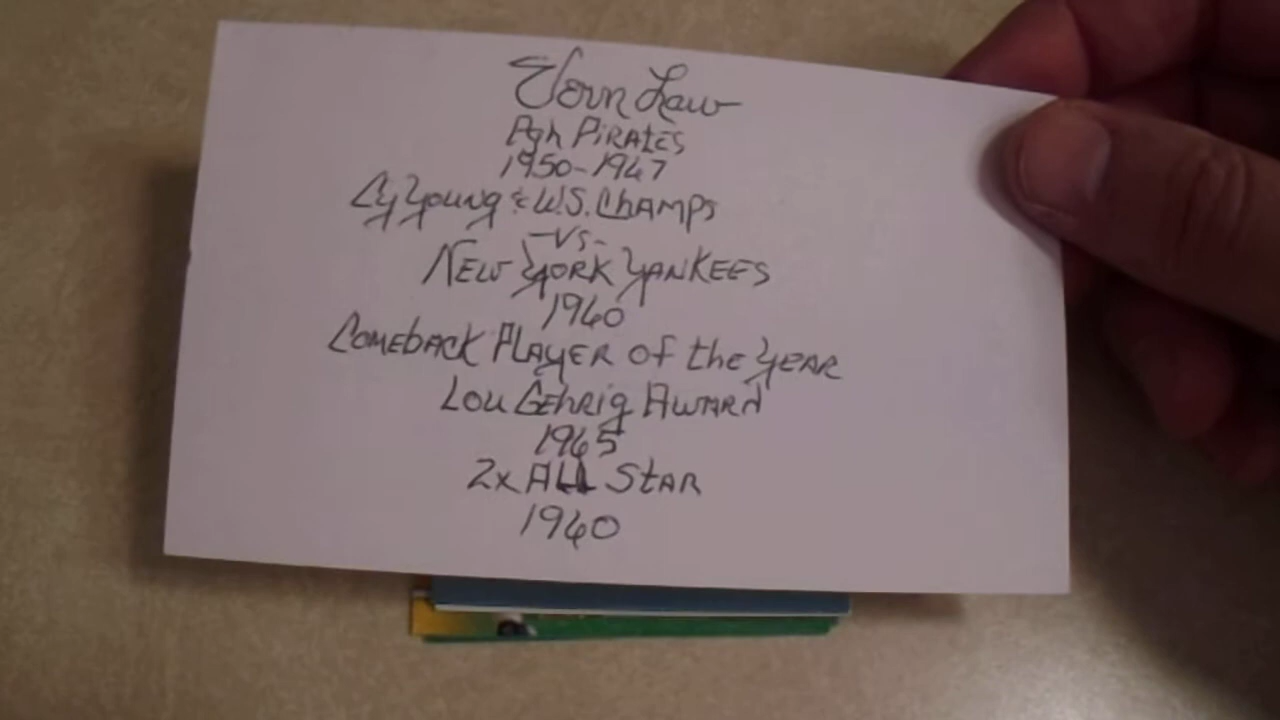 Vern Law
Pgh Pirates
1950-1967
Cy Young & W.S. Champs
-VS-
New York Yankees
1960
Comeback Player of the Year
Lou Gehrig Award
1965
2x All Star
1960